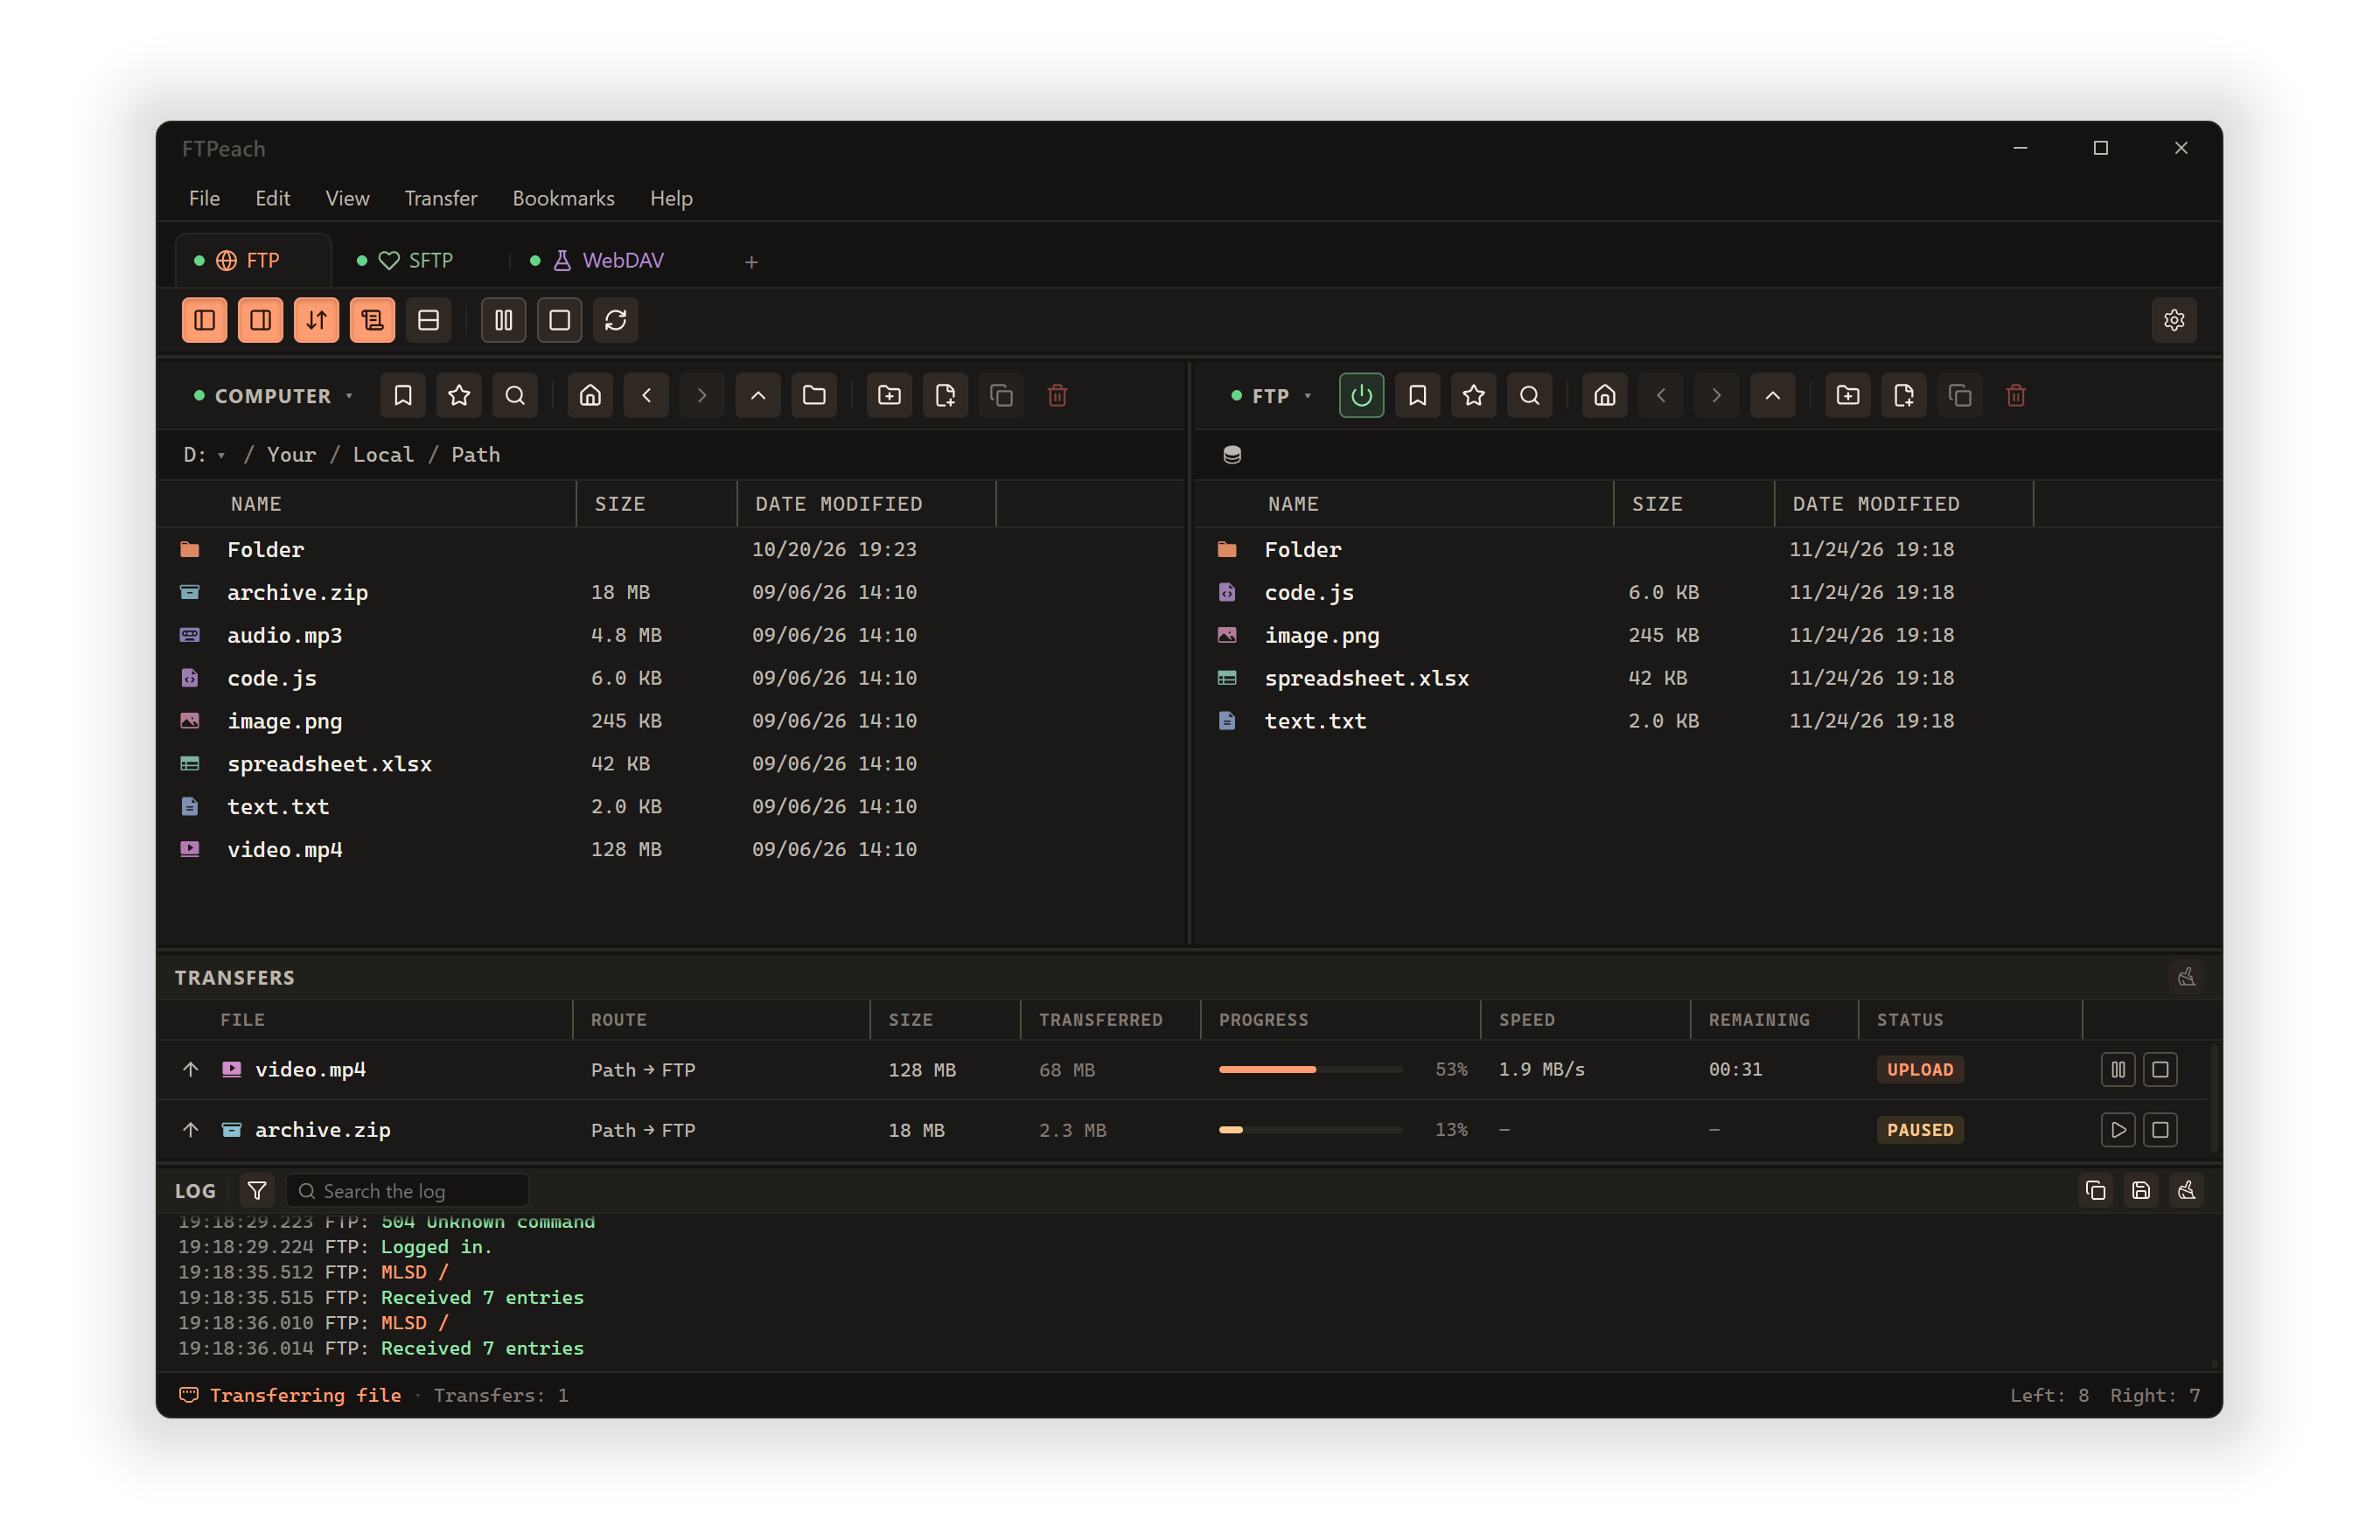 FTPeach
File Edit View Transfer Bookmarks Help
FTP SFTP WebDAV +
COMPUTER
D: / Your / Local / Path
NAME SIZE DATE MODIFIED
Folder 10/20/26 19:23
archive.zip 18 MB 09/06/26 14:10
audio.mp3 4.8 MB 09/06/26 14:10
code.js 6.0 KB 09/06/26 14:10
image.png 245 KB 09/06/26 14:10
spreadsheet.xlsx 42 KB 09/06/26 14:10
text.txt 2.0 KB 09/06/26 14:10
video.mp4 128 MB 09/06/26 14:10
FTP
NAME SIZE DATE MODIFIED
Folder 11/24/26 19:18
code.js 6.0 KB 11/24/26 19:18
image.png 245 KB 11/24/26 19:18
spreadsheet.xlsx 42 KB 11/24/26 19:18
text.txt 2.0 KB 11/24/26 19:18
TRANSFERS
FILE ROUTE SIZE TRANSFERRED PROGRESS SPEED REMAINING STATUS
video.mp4 Path → FTP 128 MB 68 MB 53% 1.9 MB/s 00:31 UPLOAD
archive.zip Path → FTP 18 MB 2.3 MB 13% — — PAUSED
LOG Search the log
19:18:29.223 FTP: 504 Unknown command
19:18:29.224 FTP: Logged in.
19:18:35.512 FTP: MLSD /
19:18:35.515 FTP: Received 7 entries
19:18:36.010 FTP: MLSD /
19:18:36.014 FTP: Received 7 entries
Transferring file · Transfers: 1
Left: 8 Right: 7